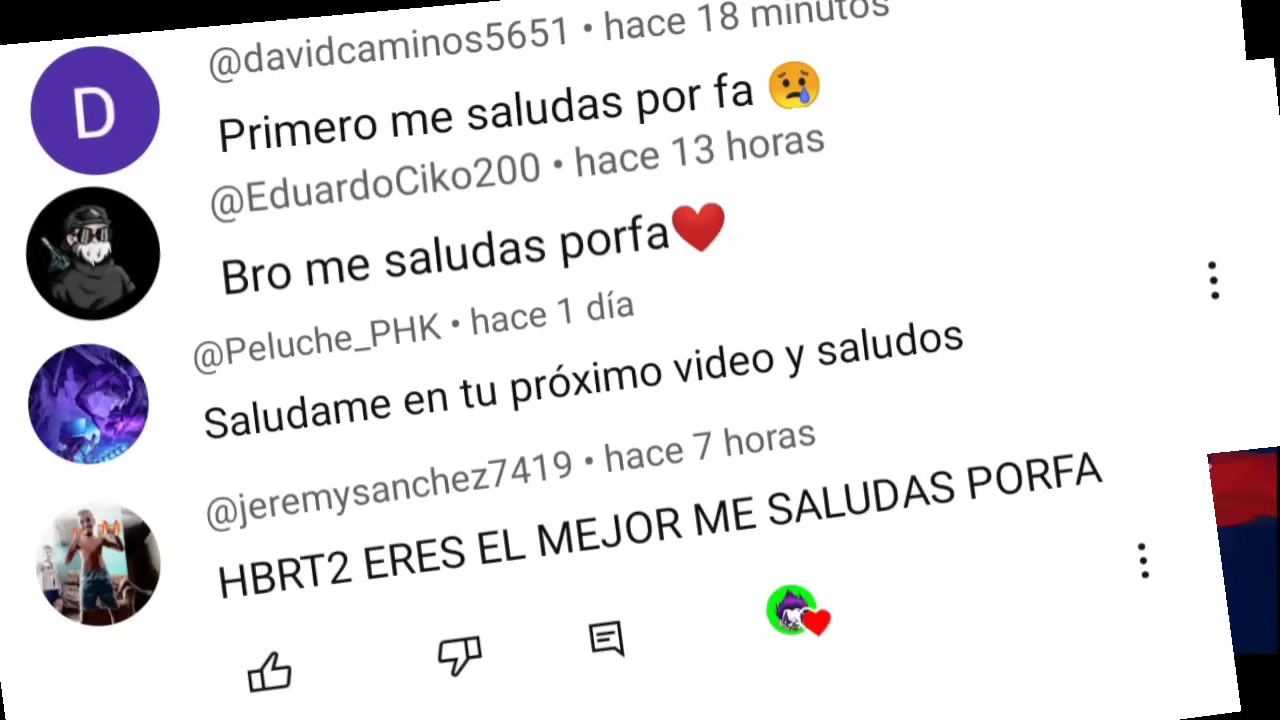 @davidcaminos5651 • hace 18 minutos
D
Primero me saludas por fa 😢
@EduardoCiko200 • hace 13 horas
Bro me saludas porfa❤️
@Peluche_PHK • hace 1 día
Saludame en tu próximo video y saludos
@jeremysanchez7419 • hace 7 horas
HBRT2 ERES EL MEJOR ME SALUDAS PORFA